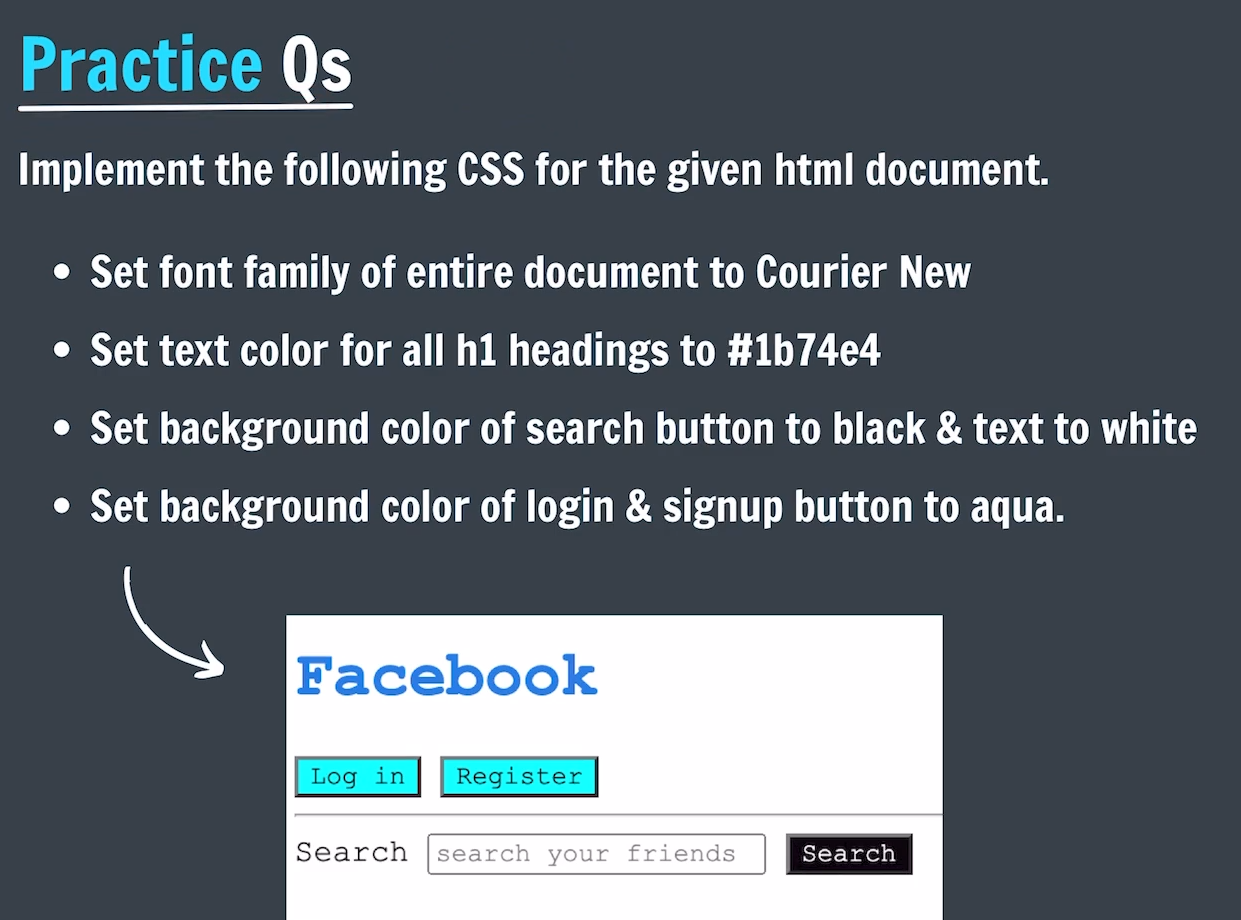 Practice Qs
Implement the following CSS for the given html document.
• Set font family of entire document to Courier New
• Set text color for all h1 headings to #1b74e4
• Set background color of search button to black & text to white
• Set background color of login & signup button to aqua.
Facebook
Log in Register
Search search your friends Search